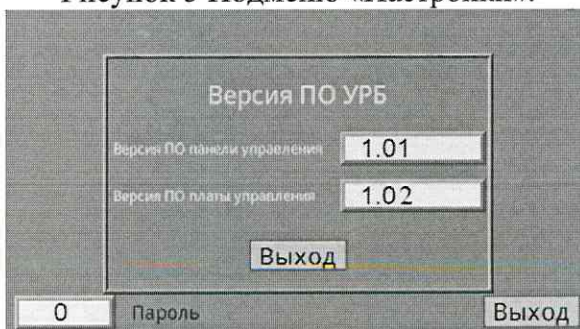 Рисунок 3 Подменю «Настройки».
Версия ПО УРБ
Версия ПО панели управления 1.01
Версия ПО платы управления 1.02
Выход
0 Пароль Выход